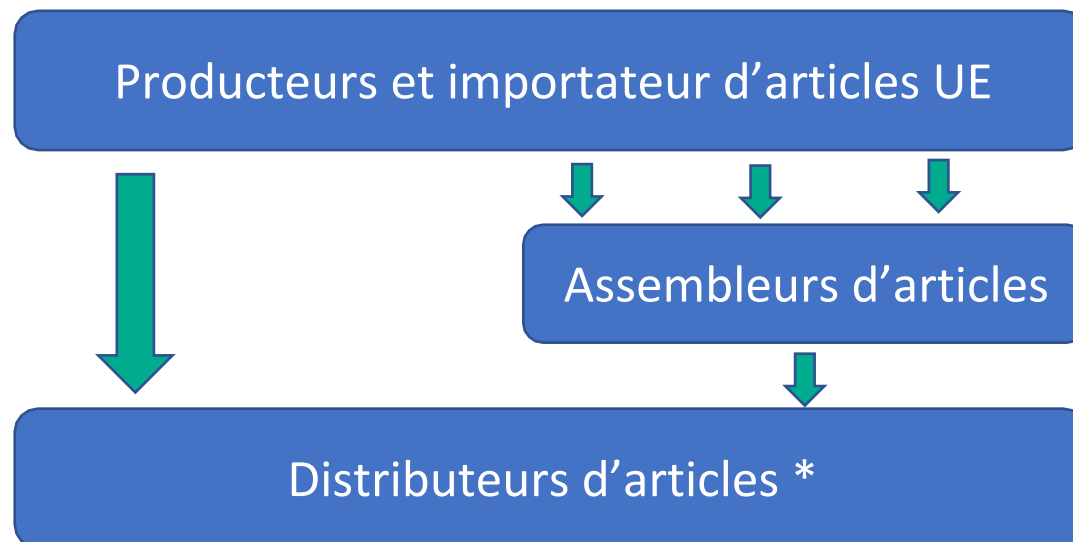 Producteurs et importateur d’articles UE
Assembleurs d’articles
Distributeurs d’articles *